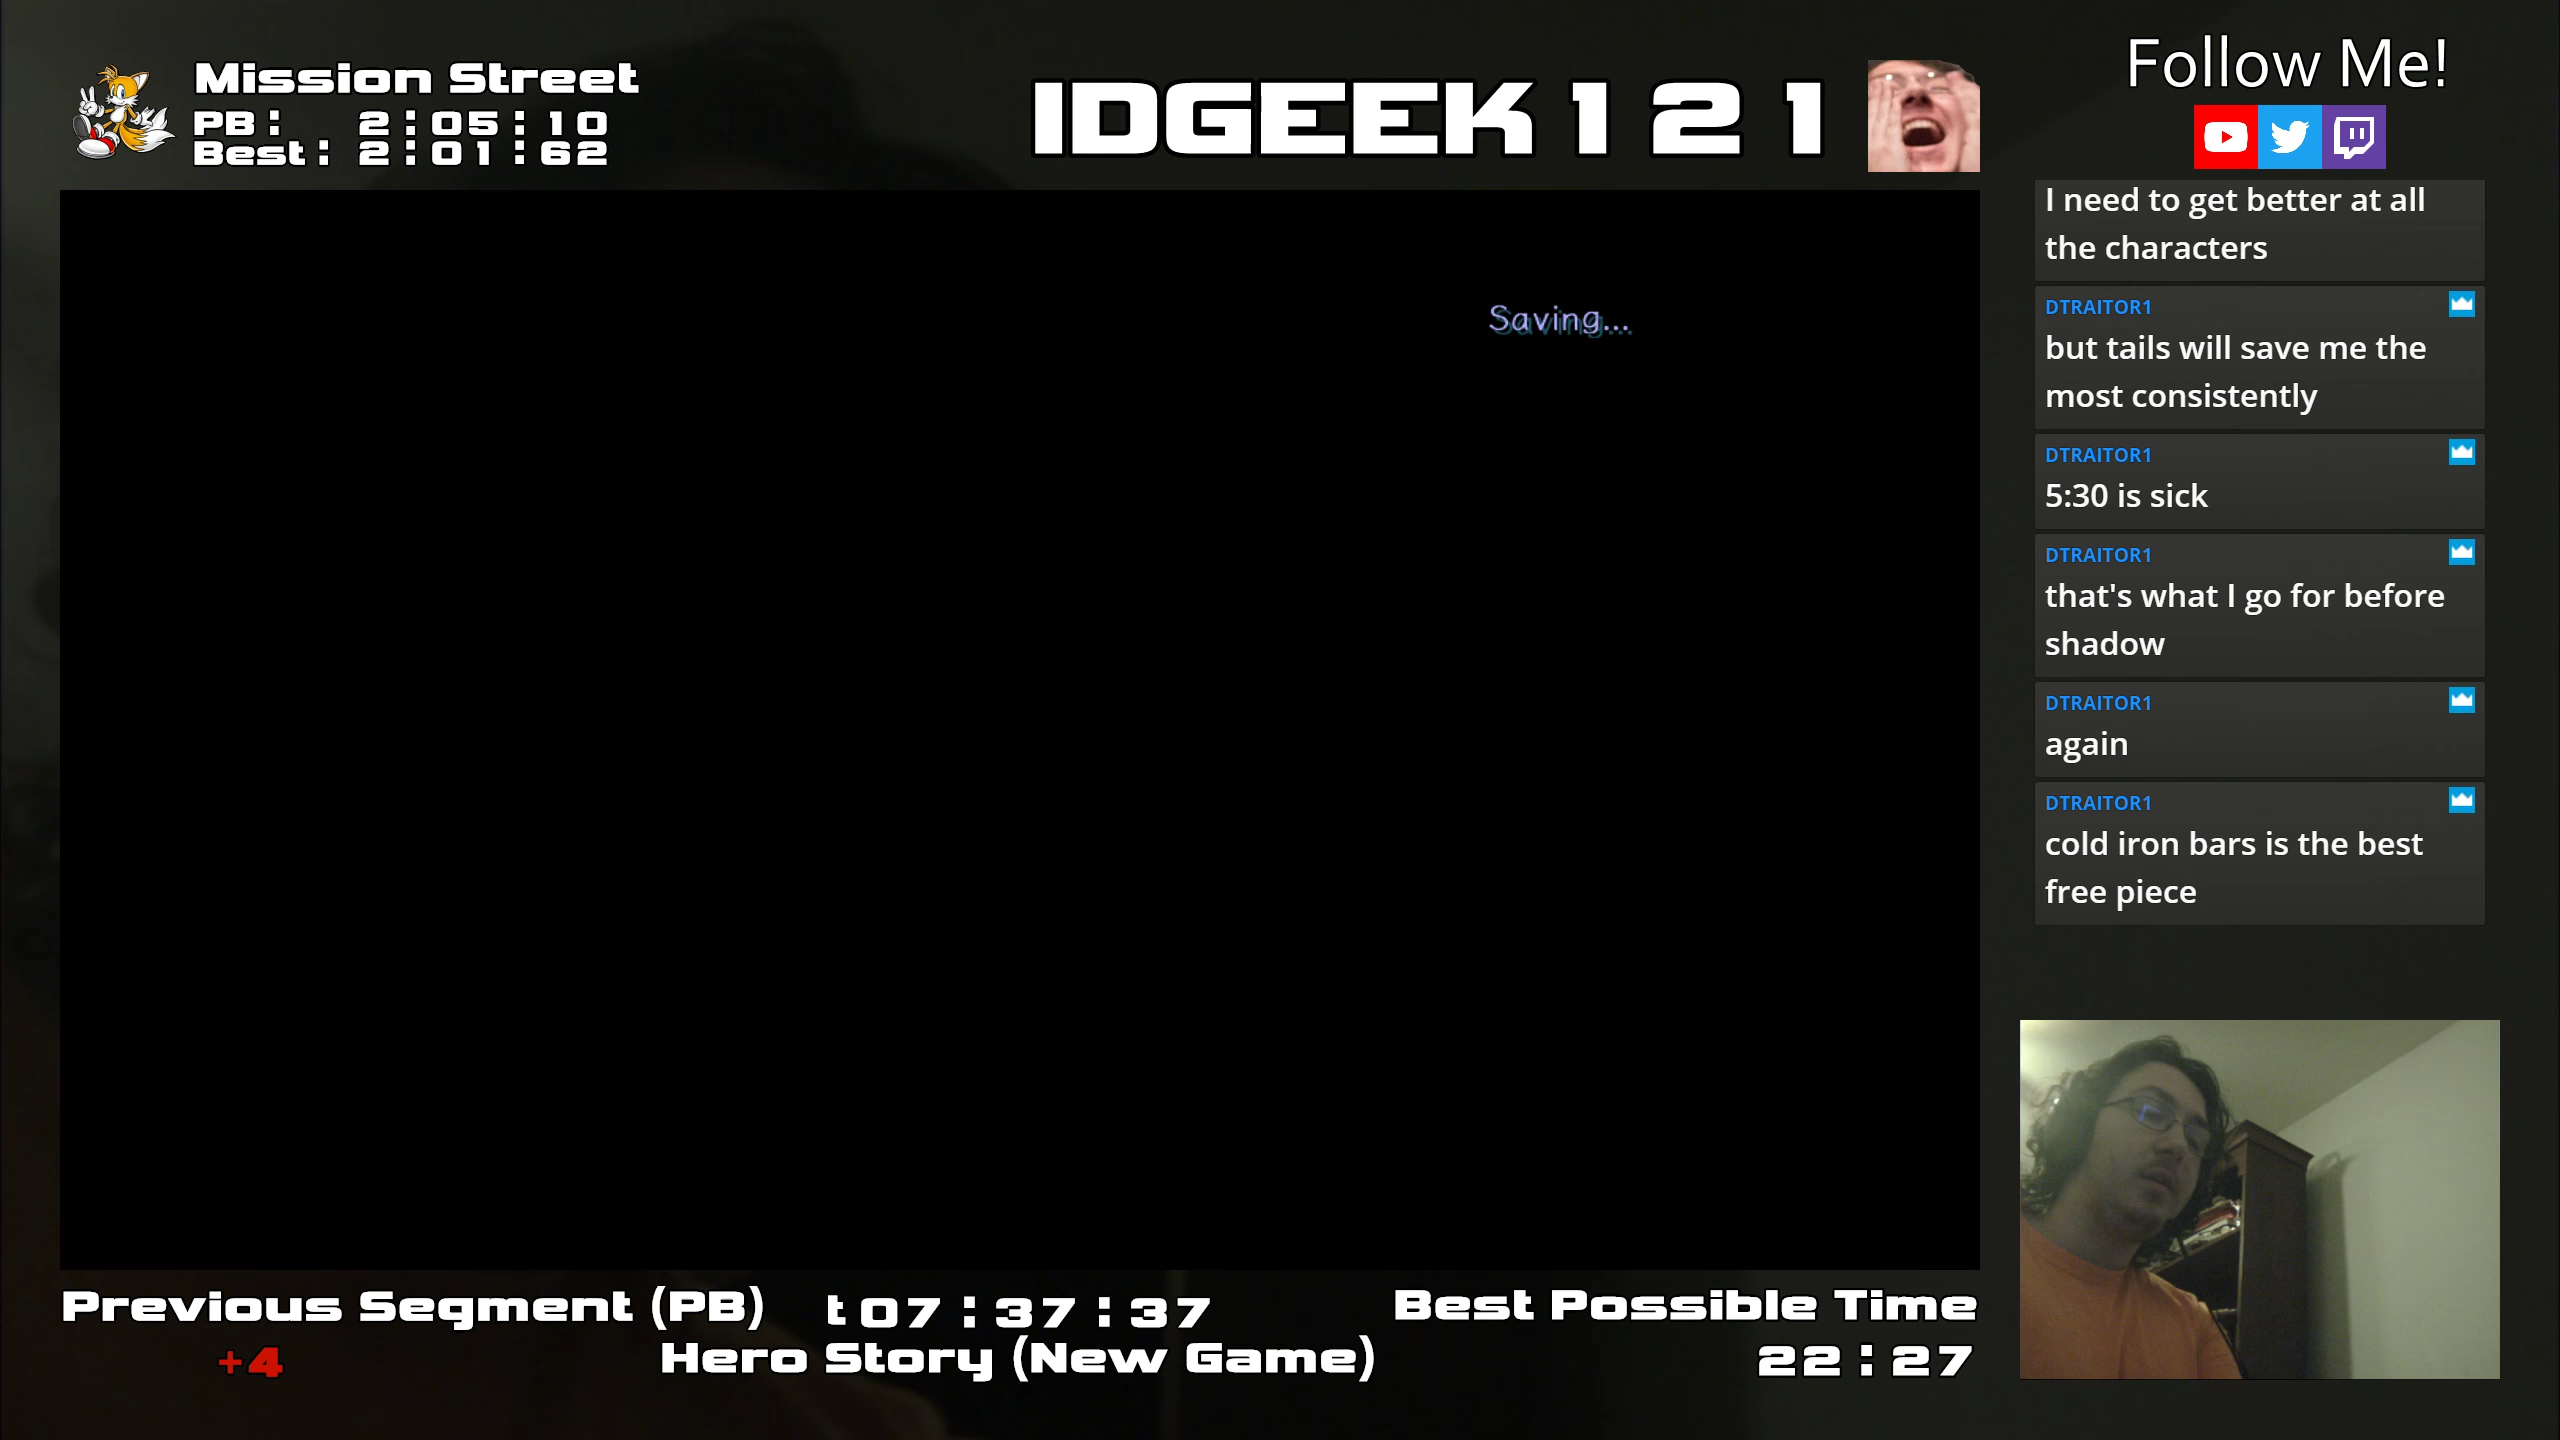 Mission Street
PB: 2:05:10
Best: 2:01:62
IDGEEK121
Follow Me!
I need to get better at all
the characters
DTRAITOR1
but tails will save me the
most consistently
DTRAITOR1
5:30 is sick
DTRAITOR1
that's what I go for before
shadow
DTRAITOR1
again
DTRAITOR1
cold iron bars is the best
free piece
Saving...
Previous Segment (PB)
+4
t07:37:37
Hero Story (New Game)
Best Possible Time
22:27